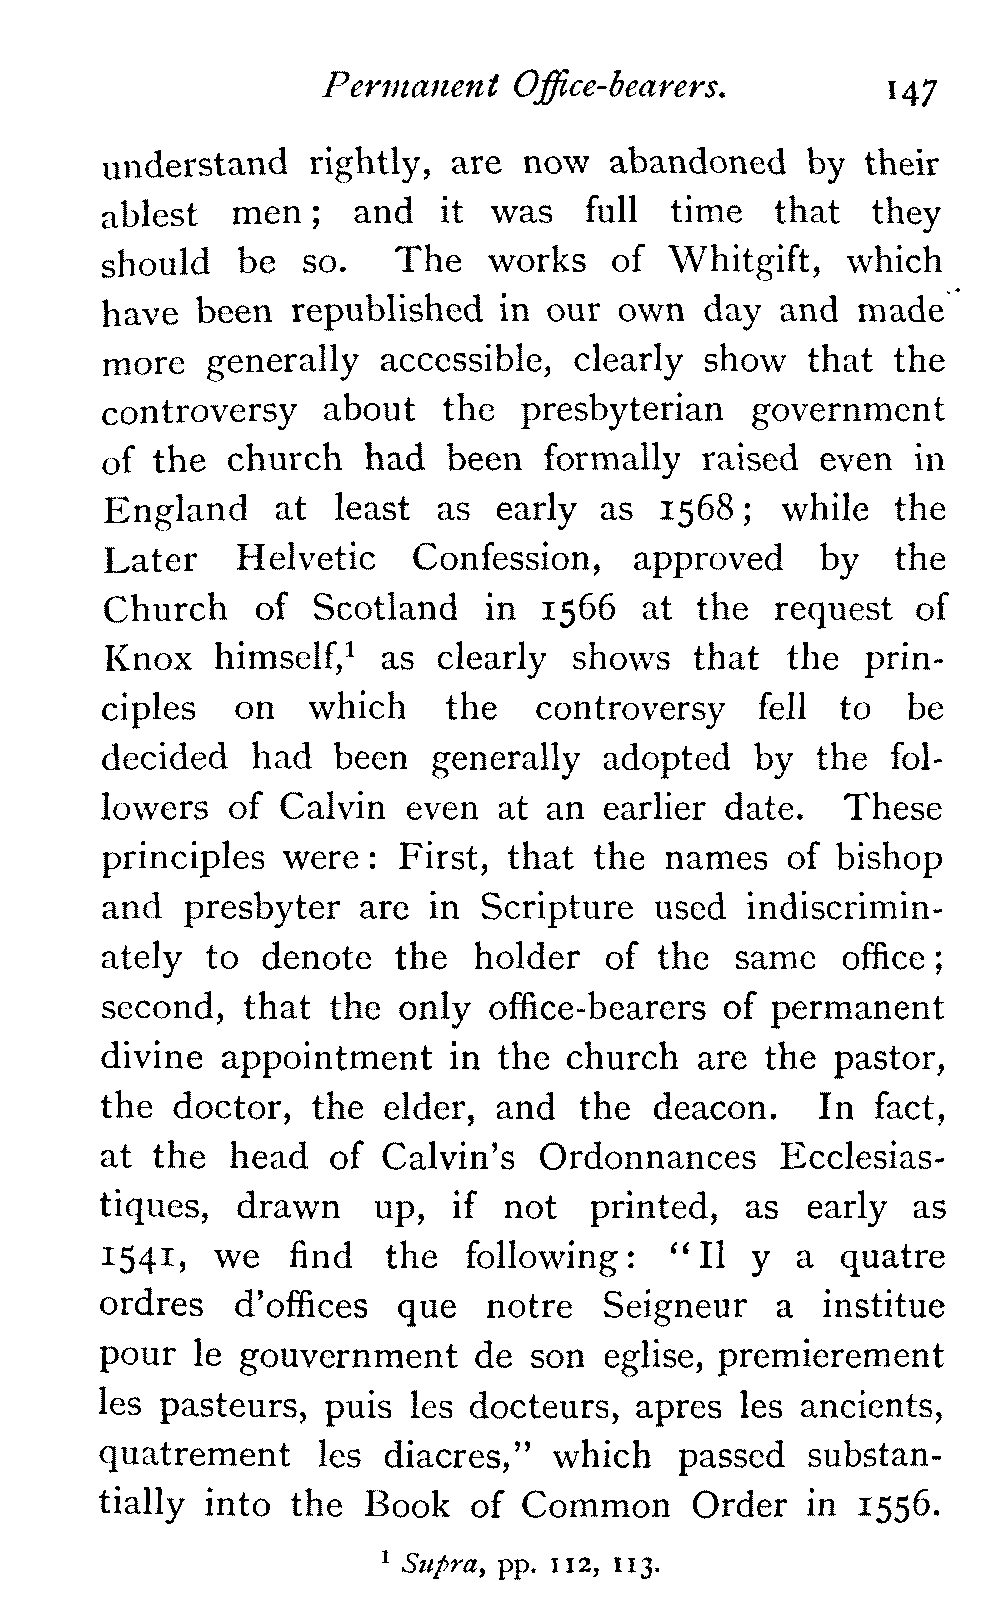 Permanent Office-bearers. 147
understand rightly, are now abandoned by their
ablest men; and it was full time that they
should be so. The works of Whitgift, which
have been republished in our own day and made
more generally accessible, clearly show that the
controversy about the presbyterian government
of the church had been formally raised even in
England at least as early as 1568; while the
Later Helvetic Confession, approved by the
Church of Scotland in 1566 at the request of
Knox himself,¹ as clearly shows that the prin-
ciples on which the controversy fell to be
decided had been generally adopted by the fol-
lowers of Calvin even at an earlier date. These
principles were: First, that the names of bishop
and presbyter are in Scripture used indiscrimin-
ately to denote the holder of the same office;
second, that the only office-bearers of permanent
divine appointment in the church are the pastor,
the doctor, the elder, and the deacon. In fact,
at the head of Calvin's Ordonnances Ecclesias-
tiques, drawn up, if not printed, as early as
1541, we find the following: "Il y a quatre
ordres d'offices que notre Seigneur a institue
pour le gouvernment de son eglise, premierement
les pasteurs, puis les docteurs, apres les ancients,
quatrement les diacres," which passed substan-
tially into the Book of Common Order in 1556.
¹ Supra, pp. 112, 113.